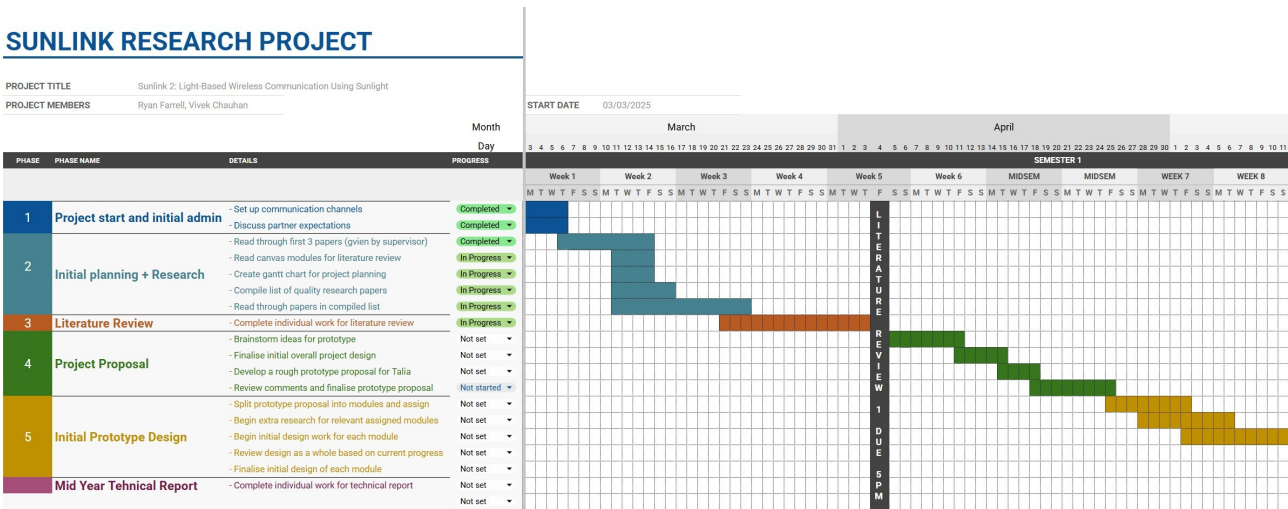 SUNLINK RESEARCH PROJECT
PROJECT TITLE Sunlink 2: Light-Based Wireless Communication Using Sunlight
PROJECT MEMBERS Ryan Farrell, Vivek Chauhan START DATE 03/03/2025
Month March April
Day 3 4 5 6 7 8 9 10 11 12 13 14 15 16 17 18 19 20 21 22 23 24 25 26 27 28 29 30 31 1 2 3 4 5 6 7 8 9 10 11 12 13 14 15 16 17 18 19 20 21 22 23 24 25 26 27 28 29 30 1 2 3 4 5 6 7 8 9 10 11
PHASE PHASE NAME DETAILS PROGRESS SEMESTER 1
Week 1 Week 2 Week 3 Week 4 Week 5 Week 6 MIDSEM MIDSEM WEEK 7 WEEK 8
M T W T F S S M T W T F S S M T W T F S S M T W T F S S M T W T F S S M T W T F S S M T W T F S S M T W T F S S M T W T F S S M T W T F S S
1 Project start and initial admin
- Set up communication channels Completed
- Discuss partner expectations Completed
2 Initial planning + Research
- Read through first 3 papers (gvien by supervisor) Completed
- Read canvas modules for literature review In Progress
- Create gantt chart for project planning In Progress
- Compile list of quality research papers In Progress
- Read through papers in compiled list In Progress
3 Literature Review - Complete individual work for literature review In Progress
4 Project Proposal
- Brainstorm ideas for prototype Not set
- Finalise initial overall project design Not set
- Develop a rough prototype proposal for Talia Not set
- Review comments and finalise prototype proposal Not started
5 Initial Prototype Design
- Split prototype proposal into modules and assign Not set
- Begin extra research for relevant assigned modules Not set
- Begin initial design work for each module Not set
- Review design as a whole based on current progress Not set
- Finalise initial design of each module Not set
Mid Year Tehnical Report - Complete individual work for technical report Not set
Not set
LITERATURE REVIEW 1 DUE 5PM